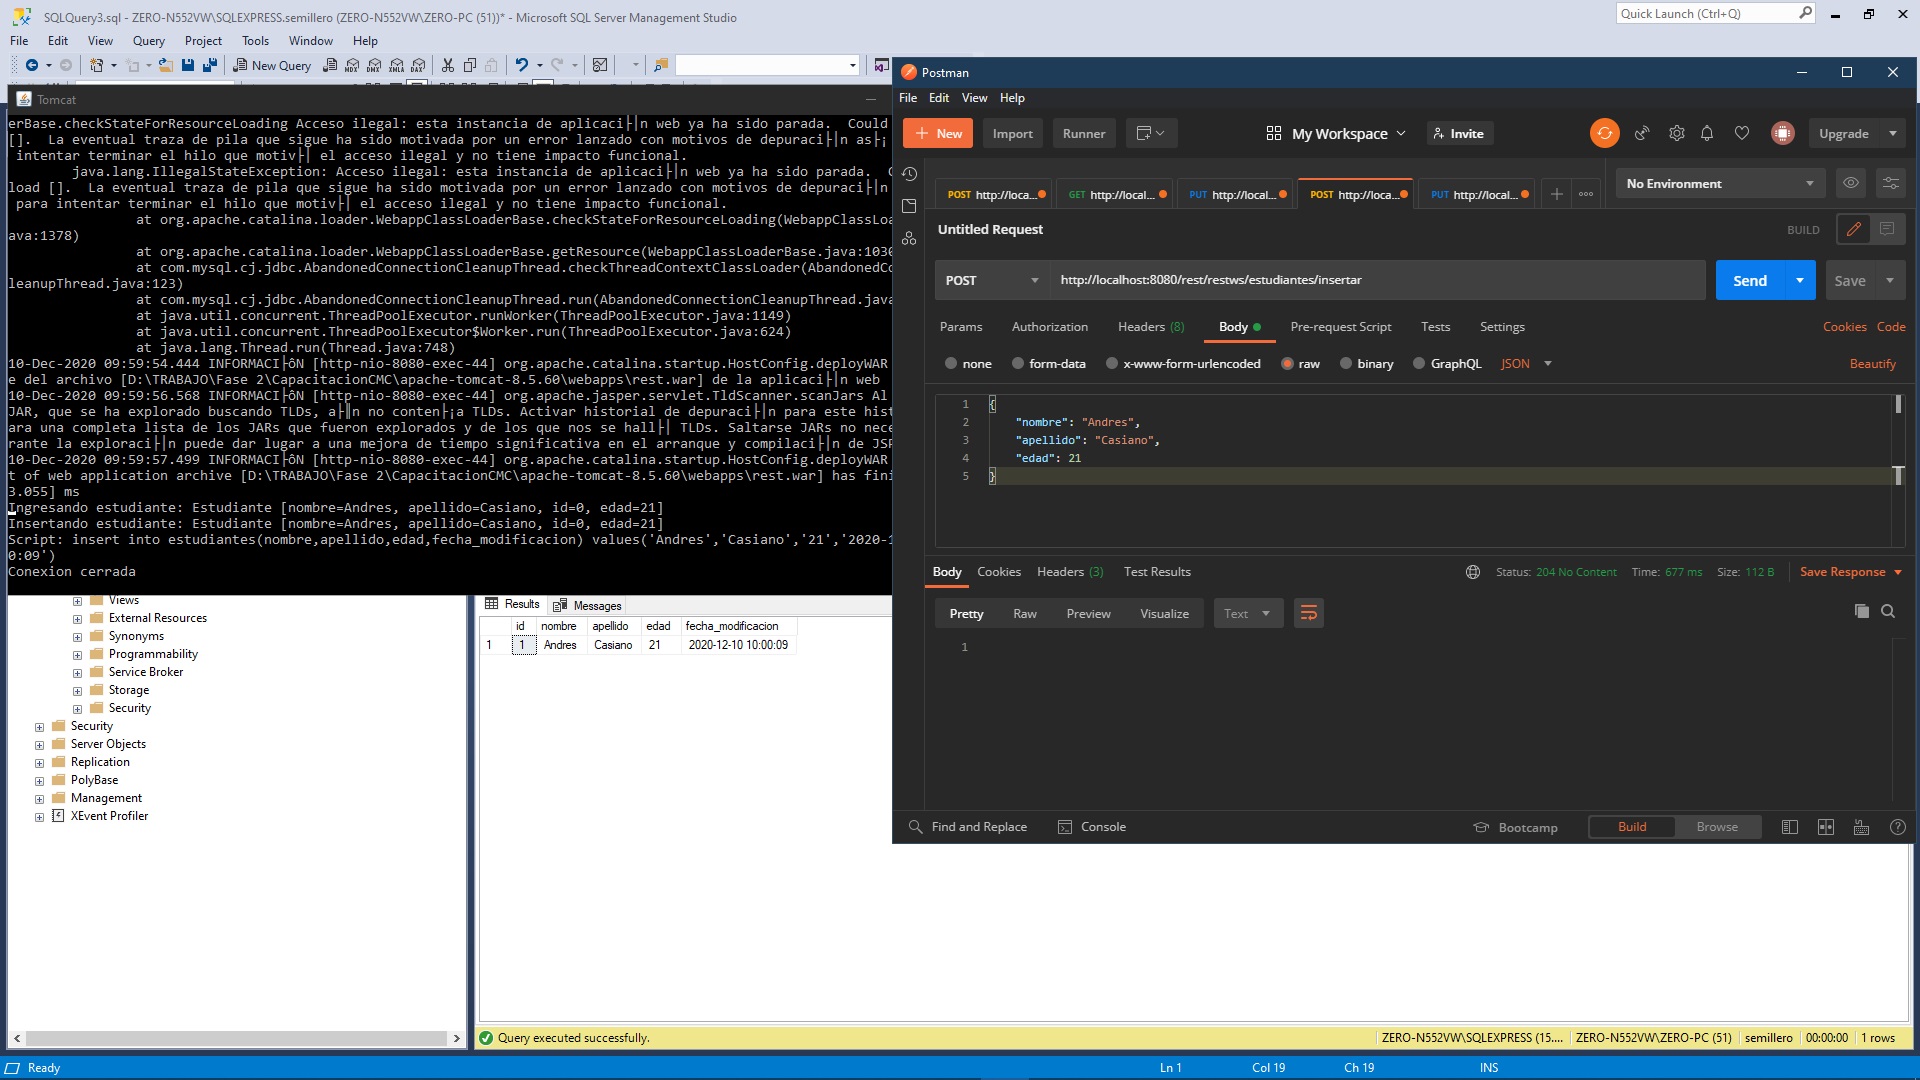 SQLQuery3.sql - ZERO-N552VW\SQLEXPRESS.semillero (ZERO-N552VW\ZERO-PC (51))* - Microsoft SQL Server Management Studio
Quick Launch (Ctrl+Q)
File Edit View Query Project Tools Window Help
New Query
MDX DMX XMLA DAX
Tomcat
erBase.checkStateForResourceLoading Acceso ilegal: esta instancia de aplicaci├│n web ya ha sido parada.  Could
[].  La eventual traza de pila que sigue ha sido motivada por un error lanzado con motivos de depuraci├│n as├¡
intentar terminar el hilo que motiv├│ el acceso ilegal y no tiene impacto funcional.
java.lang.IllegalStateException: Acceso ilegal: esta instancia de aplicaci├│n web ya ha sido parada.
load [].  La eventual traza de pila que sigue ha sido motivada por un error lanzado con motivos de depuraci├│n
para intentar terminar el hilo que motiv├│ el acceso ilegal y no tiene impacto funcional.
at org.apache.catalina.loader.WebappClassLoaderBase.checkStateForResourceLoading(WebappClassLoa
ava:1378)
at org.apache.catalina.loader.WebappClassLoaderBase.getResource(WebappClassLoaderBase.java:1030
at com.mysql.cj.jdbc.AbandonedConnectionCleanupThread.checkThreadContextClassLoader(AbandonedCo
leanupThread.java:123)
at com.mysql.cj.jdbc.AbandonedConnectionCleanupThread.run(AbandonedConnectionCleanupThread.java
at java.util.concurrent.ThreadPoolExecutor.runWorker(ThreadPoolExecutor.java:1149)
at java.util.concurrent.ThreadPoolExecutor$Worker.run(ThreadPoolExecutor.java:624)
at java.lang.Thread.run(Thread.java:748)
10-Dec-2020 09:59:54.444 INFORMACI├ôN [http-nio-8080-exec-44] org.apache.catalina.startup.HostConfig.deployWAR
e del archivo [D:\TRABAJO\Fase 2\CapacitacionCMC\apache-tomcat-8.5.60\webapps\rest.war] de la aplicaci├│n web
10-Dec-2020 09:59:56.568 INFORMACI├ôN [http-nio-8080-exec-44] org.apache.jasper.servlet.TldScanner.scanJars Al
JAR, que se ha explorado buscando TLDs, a├║n no conten├¡a TLDs. Activar historial de depuraci├│n para este hist
ara una completa lista de los JARs que fueron explorados y de los que nos se hall├│ TLDs. Saltarse JARs no nece
rante la exploraci├│n puede dar lugar a una mejora de tiempo significativa en el arranque y compilaci├│n de JSP
10-Dec-2020 09:59:57.499 INFORMACI├ôN [http-nio-8080-exec-44] org.apache.catalina.startup.HostConfig.deployWAR
t of web application archive [D:\TRABAJO\Fase 2\CapacitacionCMC\apache-tomcat-8.5.60\webapps\rest.war] has fini
3.055] ms
Ingresando estudiante: Estudiante [nombre=Andres, apellido=Casiano, id=0, edad=21]
Insertando estudiante: Estudiante [nombre=Andres, apellido=Casiano, id=0, edad=21]
Script: insert into estudiantes(nombre,apellido,edad,fecha_modificacion) values('Andres','Casiano','21','2020-1
0:09')
Conexion cerrada
Views
External Resources
Synonyms
Programmability
Service Broker
Storage
Security
Security
Server Objects
Replication
PolyBase
Management
XEvent Profiler
Results Messages
id nombre apellido edad fecha_modificacion
1 1 Andres Casiano 21 2020-12-10 10:00:09
Postman
File Edit View Help
New Import Runner My Workspace Invite Upgrade
POST http://loca... GET http://local... PUT http://local... POST http://loca... PUT http://local... No Environment
Untitled Request BUILD
POST http://localhost:8080/rest/restws/estudiantes/insertar Send Save
Params Authorization Headers (8) Body Pre-request Script Tests Settings Cookies Code
none form-data x-www-form-urlencoded raw binary GraphQL JSON Beautify
1 {
2 "nombre": "Andres",
3 "apellido": "Casiano",
4 "edad": 21
5 }
Body Cookies Headers (3) Test Results Status: 204 No Content Time: 677 ms Size: 112 B Save Response
Pretty Raw Preview Visualize Text
1
Find and Replace Console Bootcamp Build Browse
Query executed successfully. ZERO-N552VW\SQLEXPRESS (15.... ZERO-N552VW\ZERO-PC (51) semillero 00:00:00 1 rows
Ready Ln 1 Col 19 Ch 19 INS